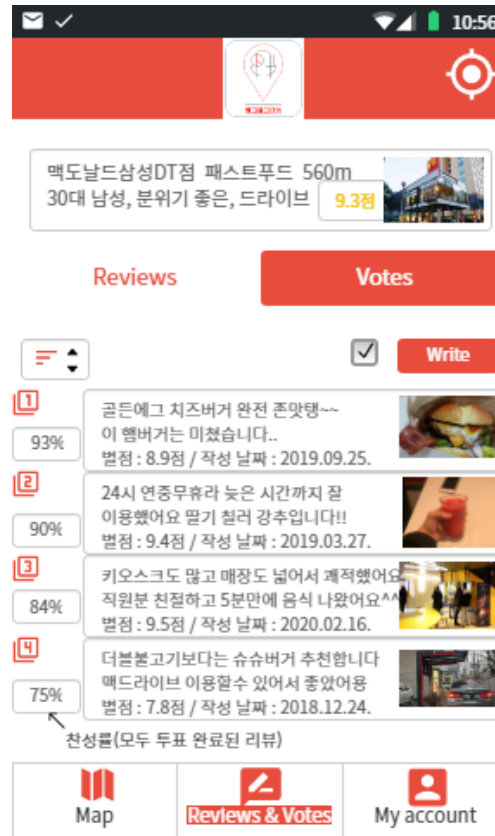 10:56
맥도날드삼성DT점 패스트푸드 560m
30대 남성, 분위기 좋은, 드라이브 9.3점
Reviews Votes
Write
1
골든에그 치즈버거 완전 존맛탱~~
93% 이 햄버거는 미쳤습니다..
별점 : 8.9점 / 작성 날짜 : 2019.09.25.
2
24시 연중무휴라 늦은 시간까지 잘
90% 이용했어요 딸기 칠러 강추입니다!!
별점 : 9.4점 / 작성 날짜 : 2019.03.27.
3
키오스크도 많고 매장도 넓어서 쾌적했어요
84% 직원분 친절하고 5분만에 음식 나왔어요^^
별점 : 9.5점 / 작성 날짜 : 2020.02.16.
4
더블불고기보다는 슈슈버거 추천합니다
75% 맥드라이브 이용할수 있어서 좋았어용
별점 : 7.8점 / 작성 날짜 : 2018.12.24.
찬성률(모두 투표 완료된 리뷰)
Map Reviews & Votes My account